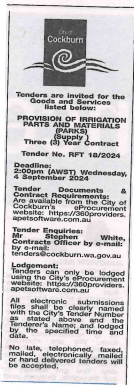 City of
Cockburn
Tenders are invited for the
Goods and Services
listed below:
PROVISION OF IRRIGATION
PARTS AND MATERIALS
(PARKS)
(Supply )
Three (3) Year Contract
Tender No. RFT 18/2024
Deadline:
2:00pm (AWST) Wednesday,
4 September 2024
Tender Documents &
Contract Requirements:
Are available from the City of
Cockburn's eProcurement
website: https://360providers.
apetsoftware.com.au
Tender Enquiries:
Mr Stephen White,
Contracts Officer by e-mail:
by e-mail:
tenders@cockburn.wa.gov.au
Lodgement:
Tenders can only be lodged
using the City's eProcurement
website: https://360providers.
apetsoftware.com.au
All electronic submissions
files shall be clearly named
with the City's Tender Number
as stated above and the
Tenderer's Name; and lodged
by the specified time and
date.
No late, telephoned, faxed,
mailed, electronically mailed
or hand delivered tenders will
be accepted.